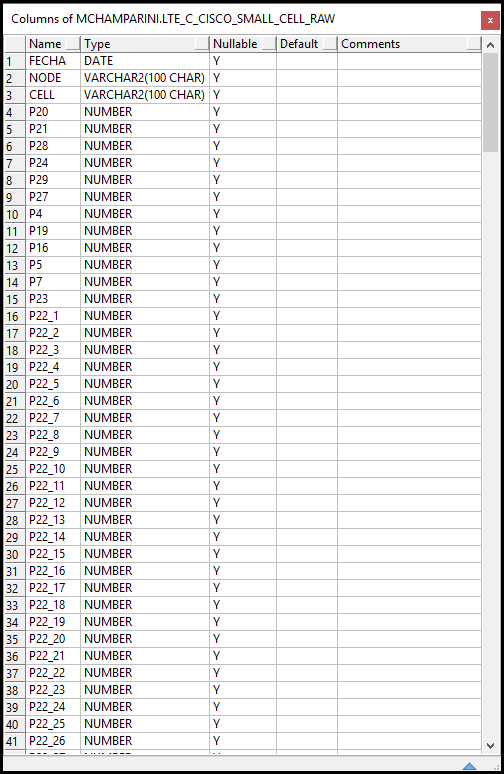 Columns of MCHAMPARINI.LTE_C_CISCO_SMALL_CELL_RAW x
Name Type Nullable Default Comments
1 FECHA DATE Y
2 NODE VARCHAR2(100 CHAR) Y
3 CELL VARCHAR2(100 CHAR) Y
4 P20 NUMBER Y
5 P21 NUMBER Y
6 P28 NUMBER Y
7 P24 NUMBER Y
8 P29 NUMBER Y
9 P27 NUMBER Y
10 P4 NUMBER Y
11 P19 NUMBER Y
12 P16 NUMBER Y
13 P5 NUMBER Y
14 P7 NUMBER Y
15 P23 NUMBER Y
16 P22_1 NUMBER Y
17 P22_2 NUMBER Y
18 P22_3 NUMBER Y
19 P22_4 NUMBER Y
20 P22_5 NUMBER Y
21 P22_6 NUMBER Y
22 P22_7 NUMBER Y
23 P22_8 NUMBER Y
24 P22_9 NUMBER Y
25 P22_10 NUMBER Y
26 P22_11 NUMBER Y
27 P22_12 NUMBER Y
28 P22_13 NUMBER Y
29 P22_14 NUMBER Y
30 P22_15 NUMBER Y
31 P22_16 NUMBER Y
32 P22_17 NUMBER Y
33 P22_18 NUMBER Y
34 P22_19 NUMBER Y
35 P22_20 NUMBER Y
36 P22_21 NUMBER Y
37 P22_22 NUMBER Y
38 P22_23 NUMBER Y
39 P22_24 NUMBER Y
40 P22_25 NUMBER Y
41 P22_26 NUMBER Y